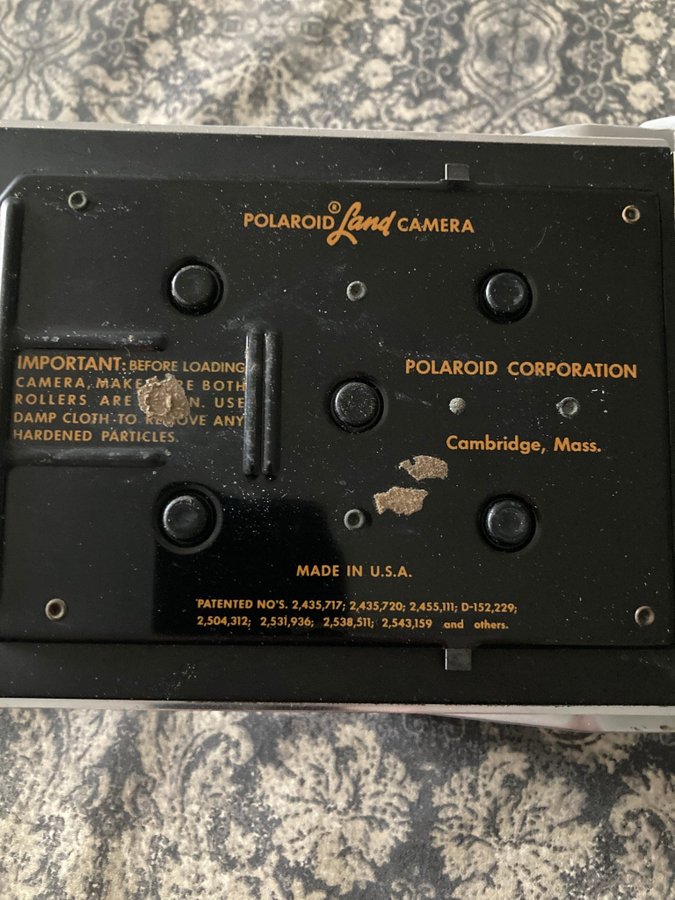 POLAROID® Land CAMERA
IMPORTANT: BEFORE LOADING
CAMERA, MAKE BOTH
ROLLERS ARE
DAMP CLOTH TO REMOVE ANY
HARDENED PARTICLES.
N. USE
POLAROID CORPORATION
Cambridge, Mass.
MADE IN U.S.A.
PATENTED NO'S. 2,435,717; 2,435,720; 2,455,111; D-152,229;
2,504,312; 2,531,936; 2,538,511; 2,543,159 and others.